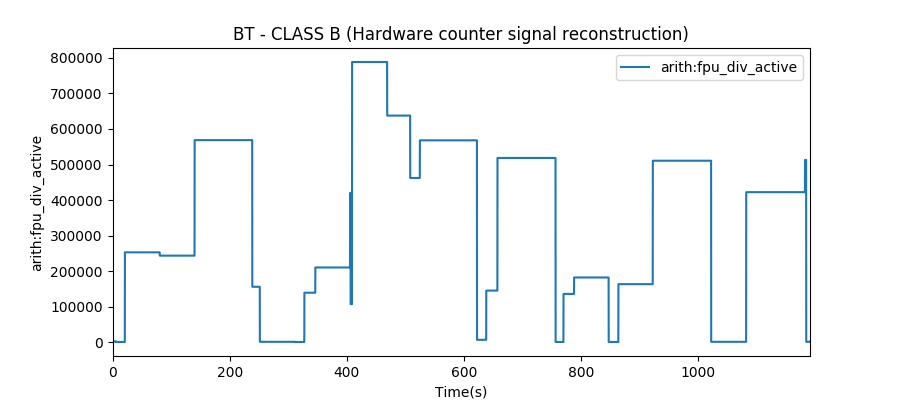 BT - CLASS B (Hardware counter signal reconstruction)
arith:fpu_div_active
800000
700000
600000
500000
400000
300000
200000
100000
0
arith:fpu_div_active
0 200 400 600 800 1000
Time(s)